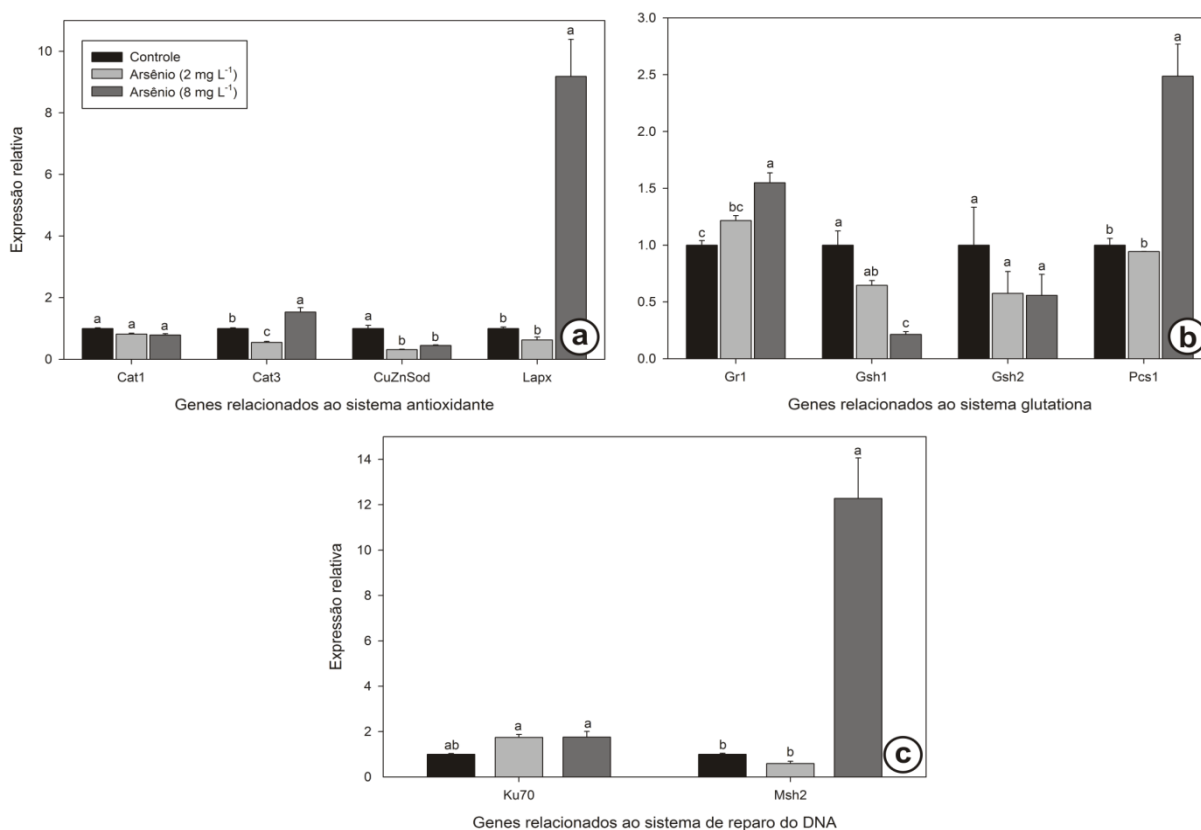 Controle
Arsênio (2 mg L⁻¹)
Arsênio (8 mg L⁻¹)
Expressão relativa
10
8
6
4
2
0
a a a
b c a
a b b
b b a
Cat1 Cat3 CuZnSod Lapx
Genes relacionados ao sistema antioxidante
a
3.0
2.5
2.0
1.5
1.0
0.5
0.0
c bc a
a ab c
a a a
b b a
Gr1 Gsh1 Gsh2 Pcs1
Genes relacionados ao sistema glutationa
b
Expressão relativa
14
12
10
8
6
4
2
0
ab a a
b b a
Ku70 Msh2
Genes relacionados ao sistema de reparo do DNA
c